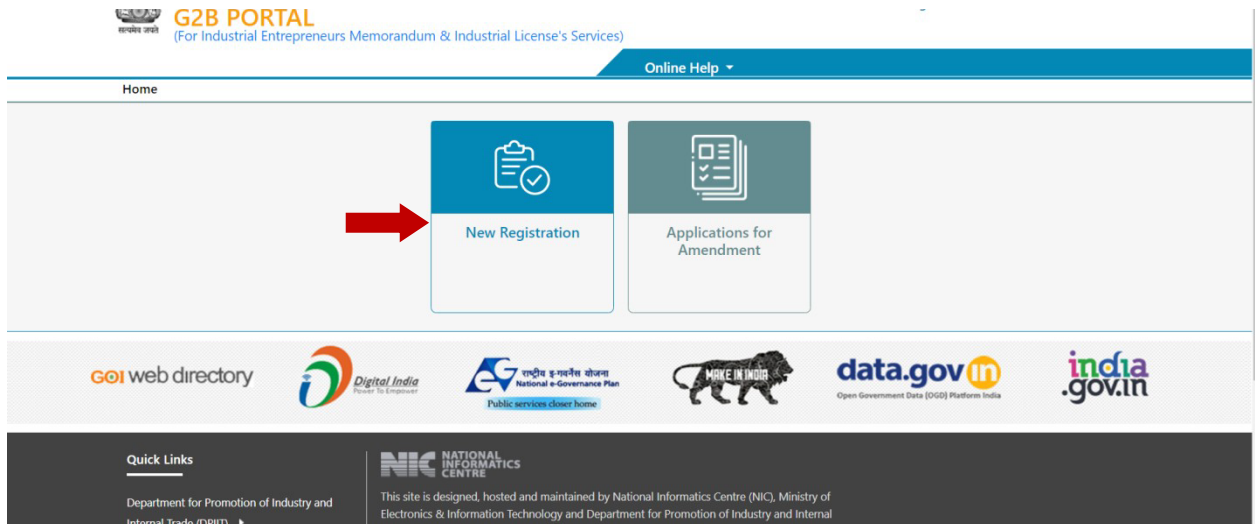 सत्यमेव जयते
G2B PORTAL
(For Industrial Entrepreneurs Memorandum & Industrial License's Services)
Online Help
Home
New Registration
Applications for
Amendment
GOI web directory
Digital India
Power To Empower
राष्ट्रीय ई-गवर्नेंस योजना
National e-Governance Plan
Public services closer home
MAKE IN INDIA
data.gov in
Open Government Data (OGD) Platform India
india
.gov.in
Quick Links
NIC NATIONAL
INFORMATICS
CENTRE
Department for Promotion of Industry and
Internal Trade (DPIIT)
This site is designed, hosted and maintained by National Informatics Centre (NIC), Ministry of
Electronics & Information Technology and Department for Promotion of Industry and Internal